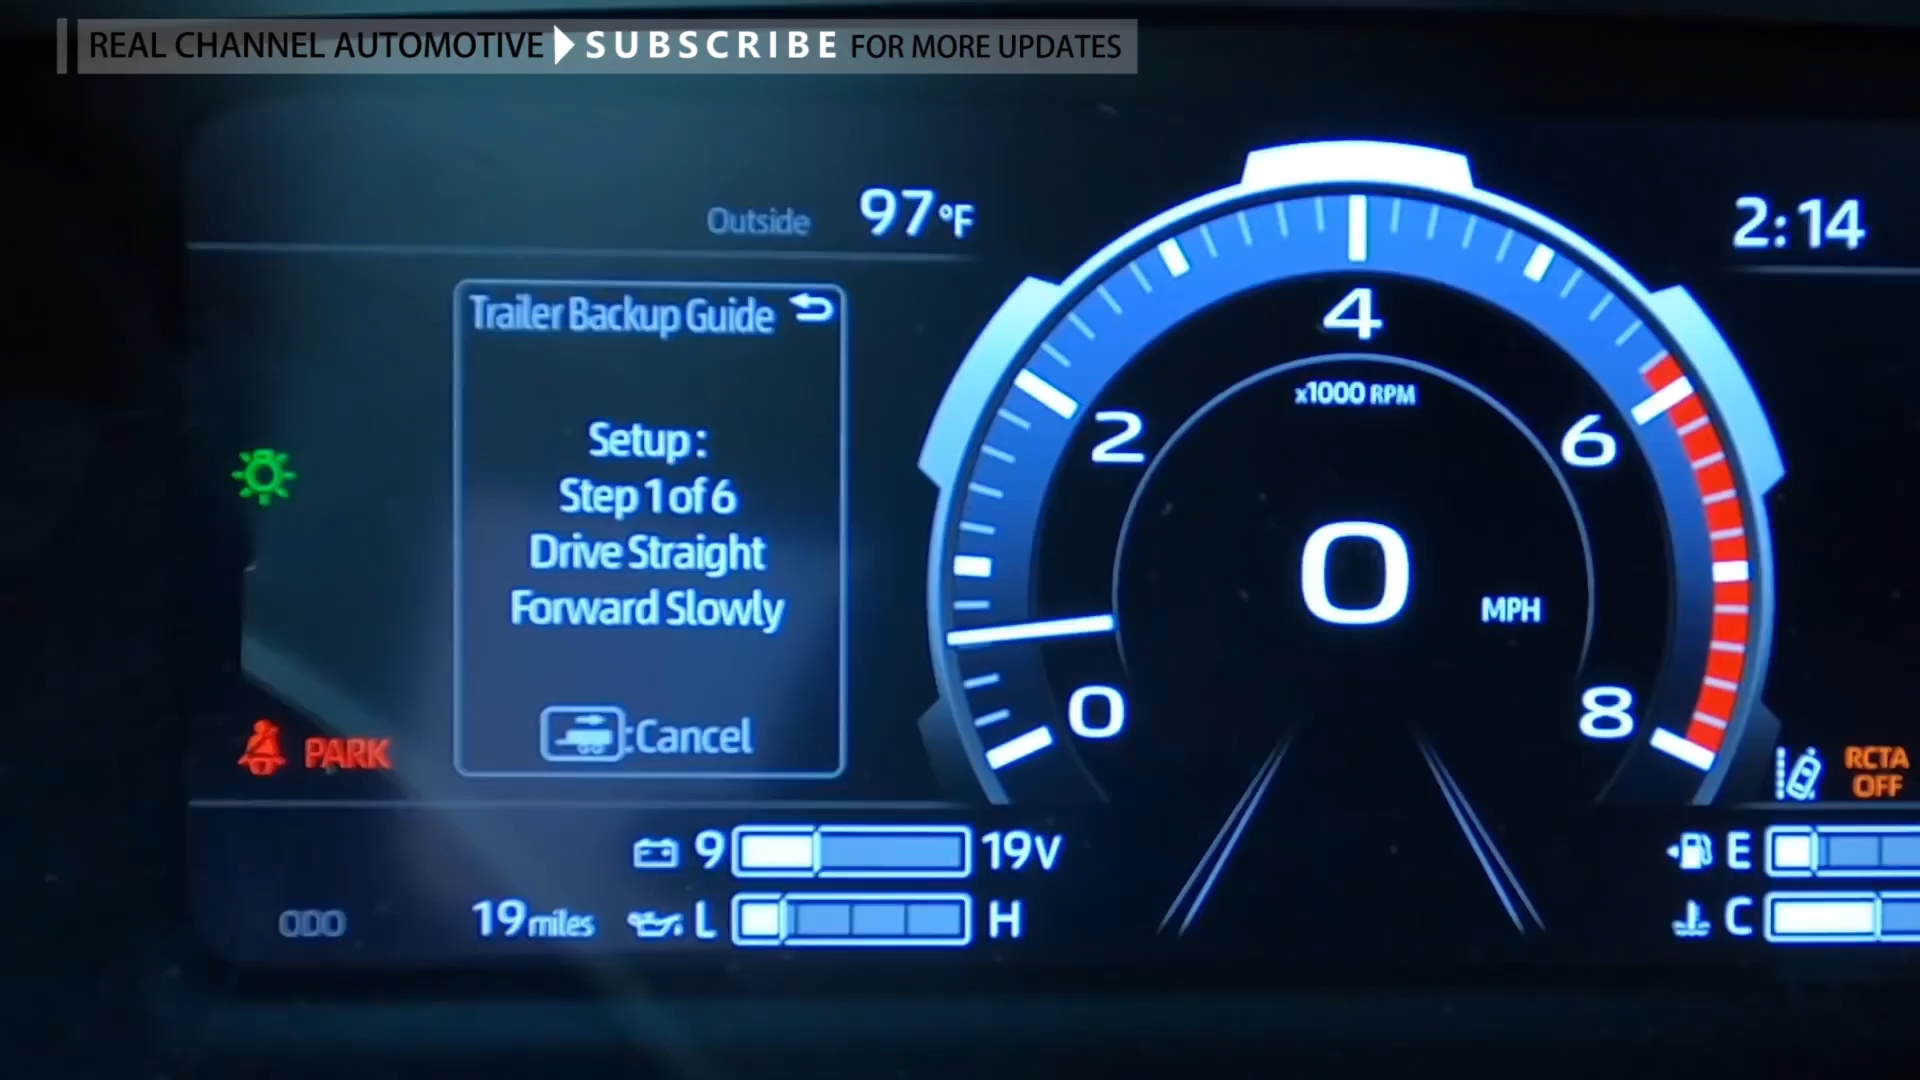 REAL CHANNEL AUTOMOTIVE SUBSCRIBE FOR MORE UPDATES
Outside 97°F
2:14
Trailer Backup Guide
Setup :
Step 1 of 6
Drive Straight
Forward Slowly
:Cancel
4
x1000 RPM
2
6
0
MPH
0
8
PARK
RCTA
OFF
9 19V
E
ODO 19 miles
L H
C